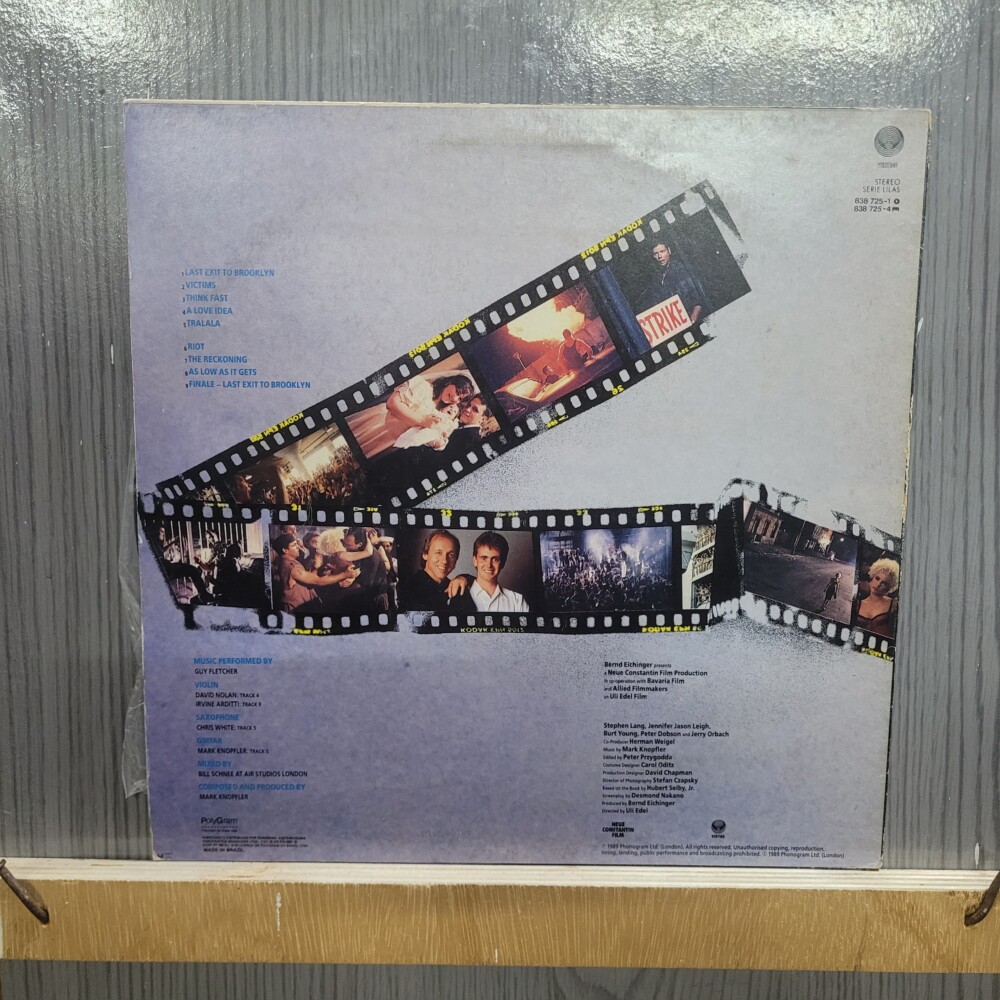 STEREO
SERIE LILAS
838 725-1
838 725-4
1 LAST EXIT TO BROOKLYN
2 VICTIMS
3 THINK FAST
4 A LOVE IDEA
5 TRALALA
6 RIOT
7 THE RECKONING
8 AS LOW AS IT GETS
9 FINALE – LAST EXIT TO BROOKLYN
STRIKE
MUSIC PERFORMED BY
GUY FLETCHER
VIOLIN
DAVID NOLAN: TRACK 4
IRVINE ARDITTI: TRACK 9
SAXOPHONE
CHRIS WHITE: TRACK 5
GUITAR
MARK KNOPFLER: TRACK 5
MIXED BY
BILL SCHNEE AT AIR STUDIOS LONDON
COMPOSED AND PRODUCED BY
MARK KNOPFLER
PolyGram
MADE IN BRAZIL
Bernd Eichinger presents
a Neue Constantin Film Production
in co-operation with Bavaria Film
and Allied Filmmakers
an Uli Edel Film
Stephen Lang, Jennifer Jason Leigh,
Burt Young, Peter Dobson and Jerry Orbach
Co-Producer Herman Weigel
Music by Mark Knopfler
Edited by Peter Przygodda
Costume Designer Carol Oditz
Production Designer David Chapman
Director of Photography Stefan Czapsky
Based on the Book by Hubert Selby, Jr.
Screenplay by Desmond Nakano
Produced by Bernd Eichinger
Directed by Uli Edel
NEUE
CONSTANTIN
FILM
℗ 1989 Phonogram Ltd. (London). All rights reserved. Unauthorised copying, reproduction,
hiring, lending, public performance and broadcasting prohibited. © 1989 Phonogram Ltd. (London)